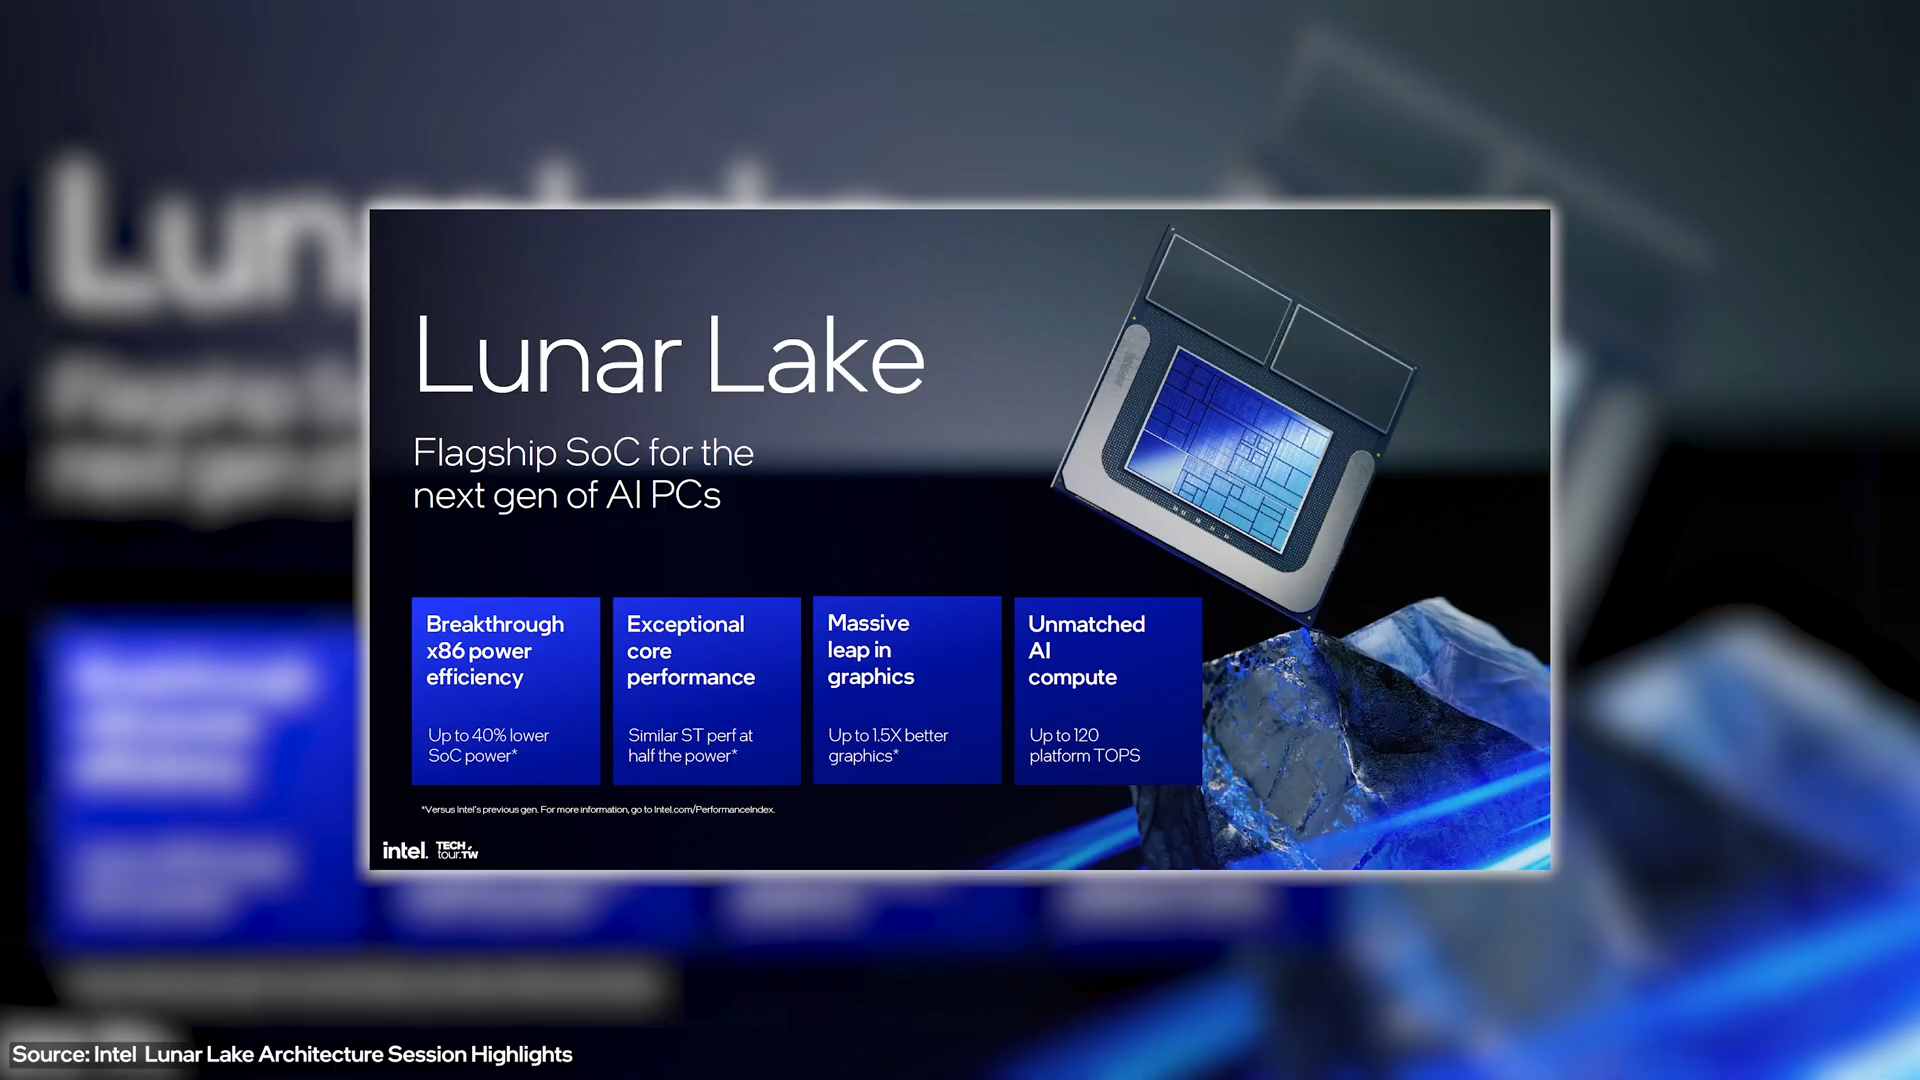 Lunar Lake
Flagship SoC for the
next gen of AI PCs
Breakthrough
x86 power
efficiency
Up to 40% lower
SoC power*
Exceptional
core
performance
Similar ST perf at
half the power*
Massive
leap in
graphics
Up to 1.5X better
graphics*
Unmatched
AI
compute
Up to 120
platform TOPS
*Versus Intel's previous gen. For more information, go to Intel.com/PerformanceIndex.
intel. TECH
tour.TW
Source: Intel Lunar Lake Architecture Session Highlights